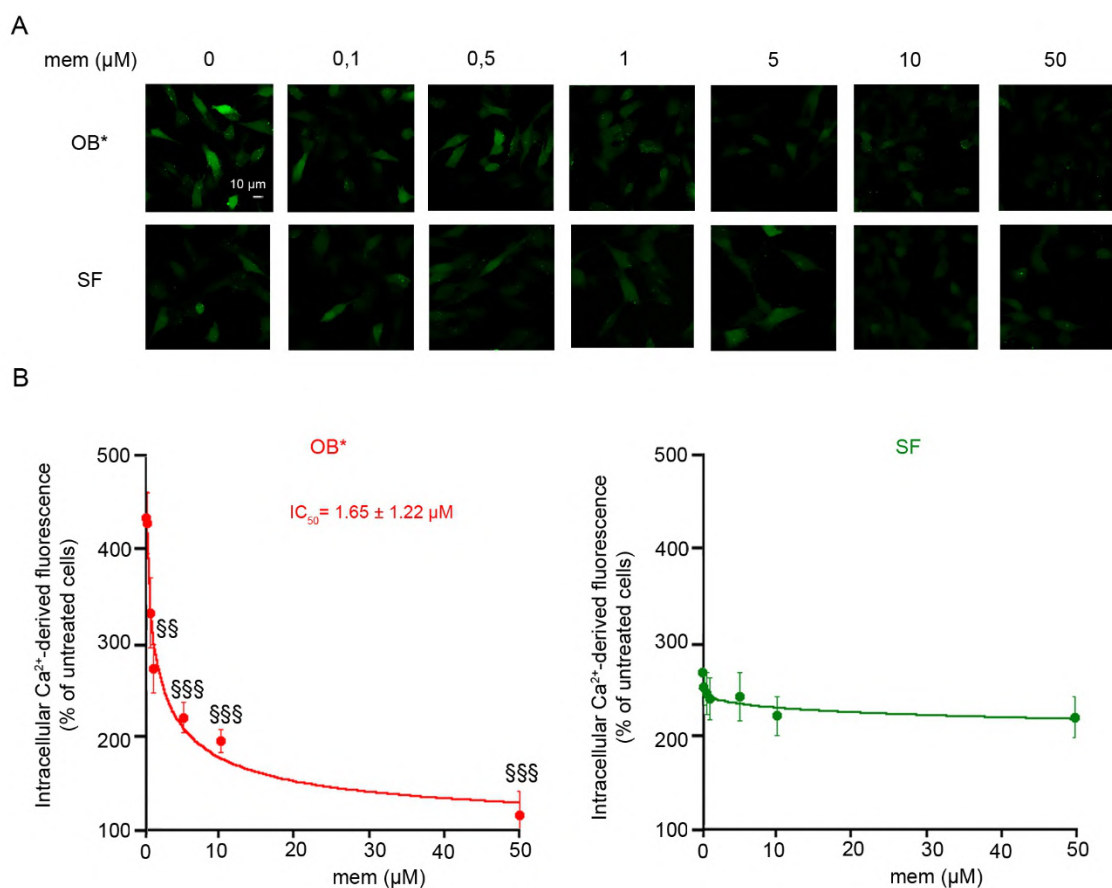 A
mem (µM) 0 0,1 0,5 1 5 10 50
OB*
10 µm
SF
B
OB*
IC50= 1.65 ± 1.22 µM
Intracellular Ca²⁺-derived fluorescence
(% of untreated cells)
500
400
300
200
100
§§
§§§
§§§
§§§
0 10 20 30 40 50
mem (µM)
SF
Intracellular Ca²⁺-derived fluorescence
(% of untreated cells)
500
400
300
200
100
0 10 20 30 40 50
mem (µM)